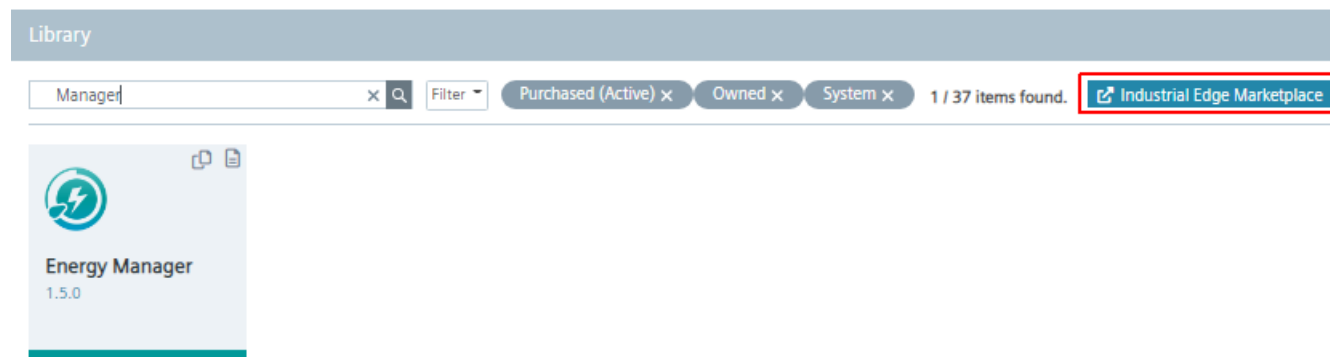 Library
Manager
Filter
Purchased (Active)
Owned
System
1 / 37 items found.
Industrial Edge Marketplace
Energy Manager
1.5.0